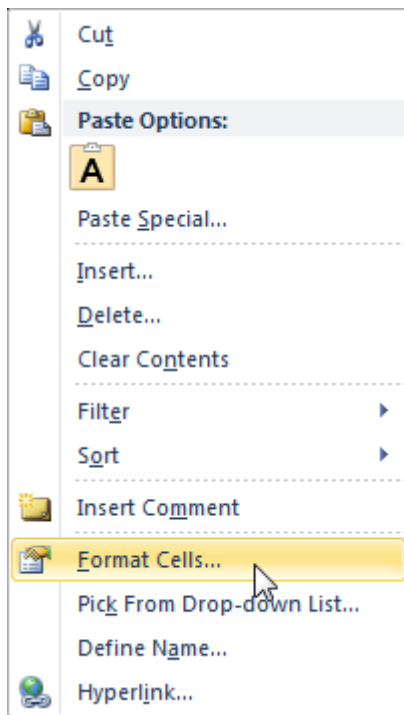 Cut
Copy
Paste Options:
A
Paste Special...
Insert...
Delete...
Clear Contents
Filter
Sort
Insert Comment
Format Cells...
Pick From Drop-down List...
Define Name...
Hyperlink...